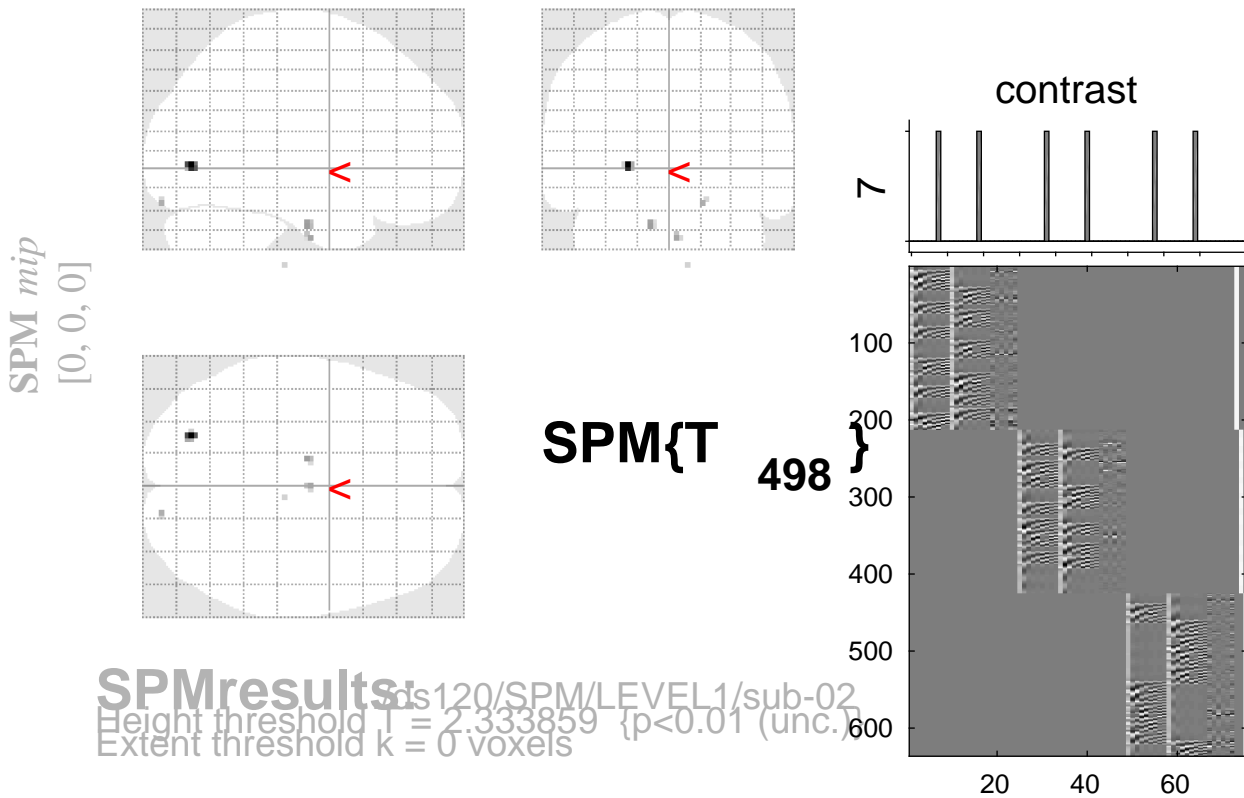 SPM mip
[0, 0, 0]
<
<
<
SPM{T 498 }
SPMresults: /ds120/SPM/LEVEL1/sub-02
Height threshold T = 2.333859 {p<0.01 (unc.)}
Extent threshold k = 0 voxels
contrast
7
100
200
300
400
500
600
20 40 60